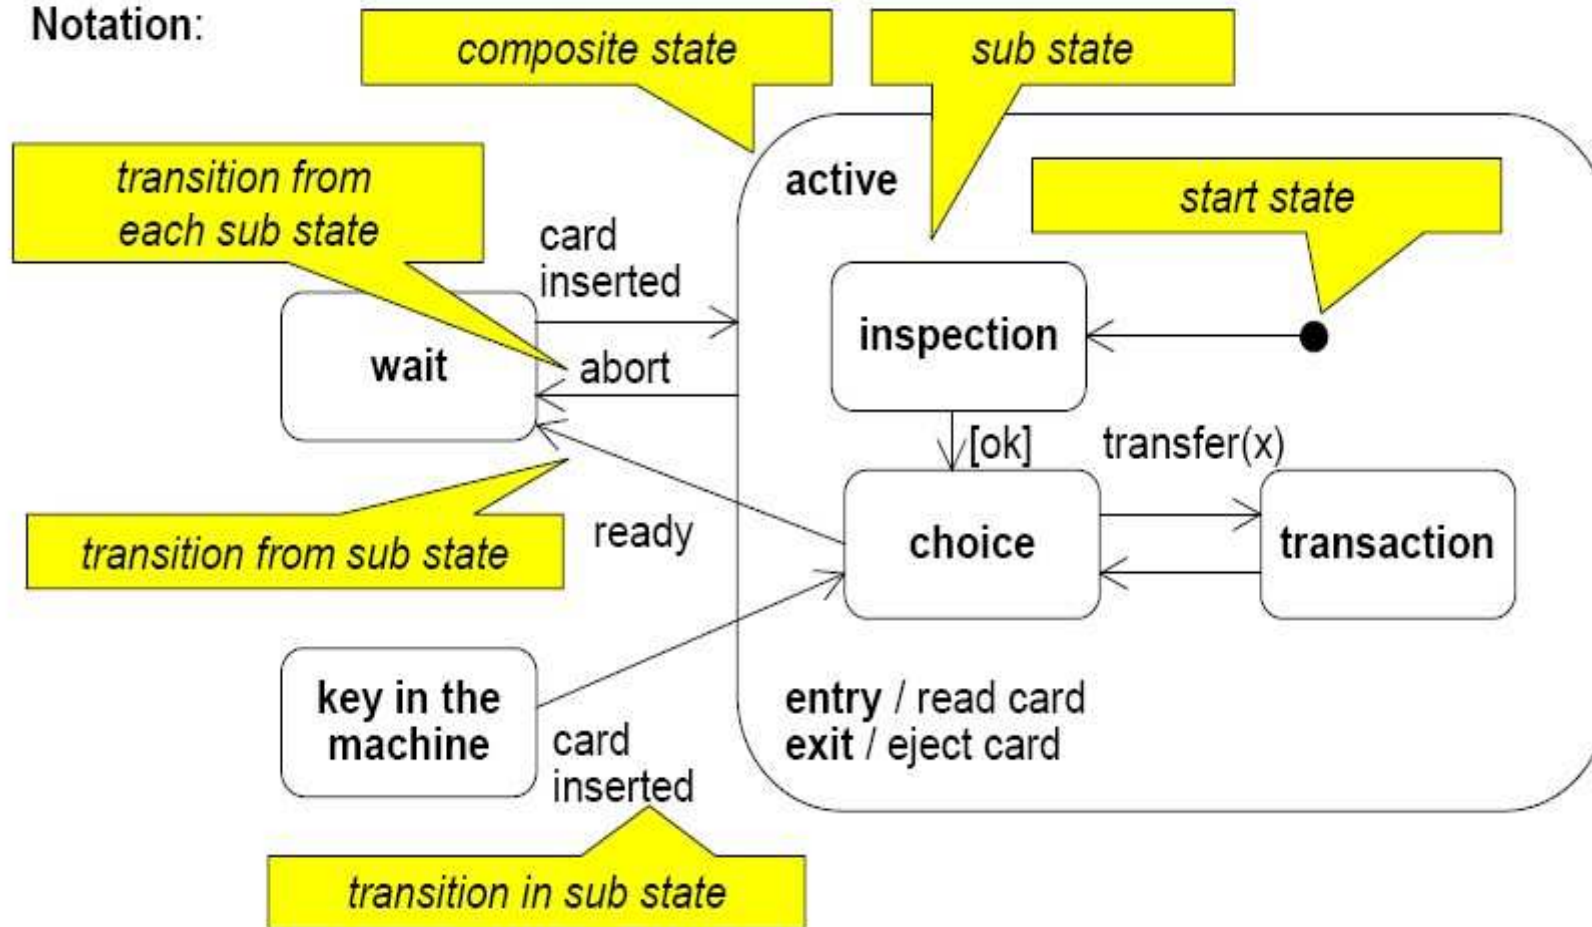 Notation:
composite state
sub state
transition from
each sub state
active
start state
card
inserted
wait
abort
inspection
[ok]
transfer(x)
transition from sub state
ready
choice
transaction
key in the
machine
card
inserted
entry / read card
exit / eject card
transition in sub state